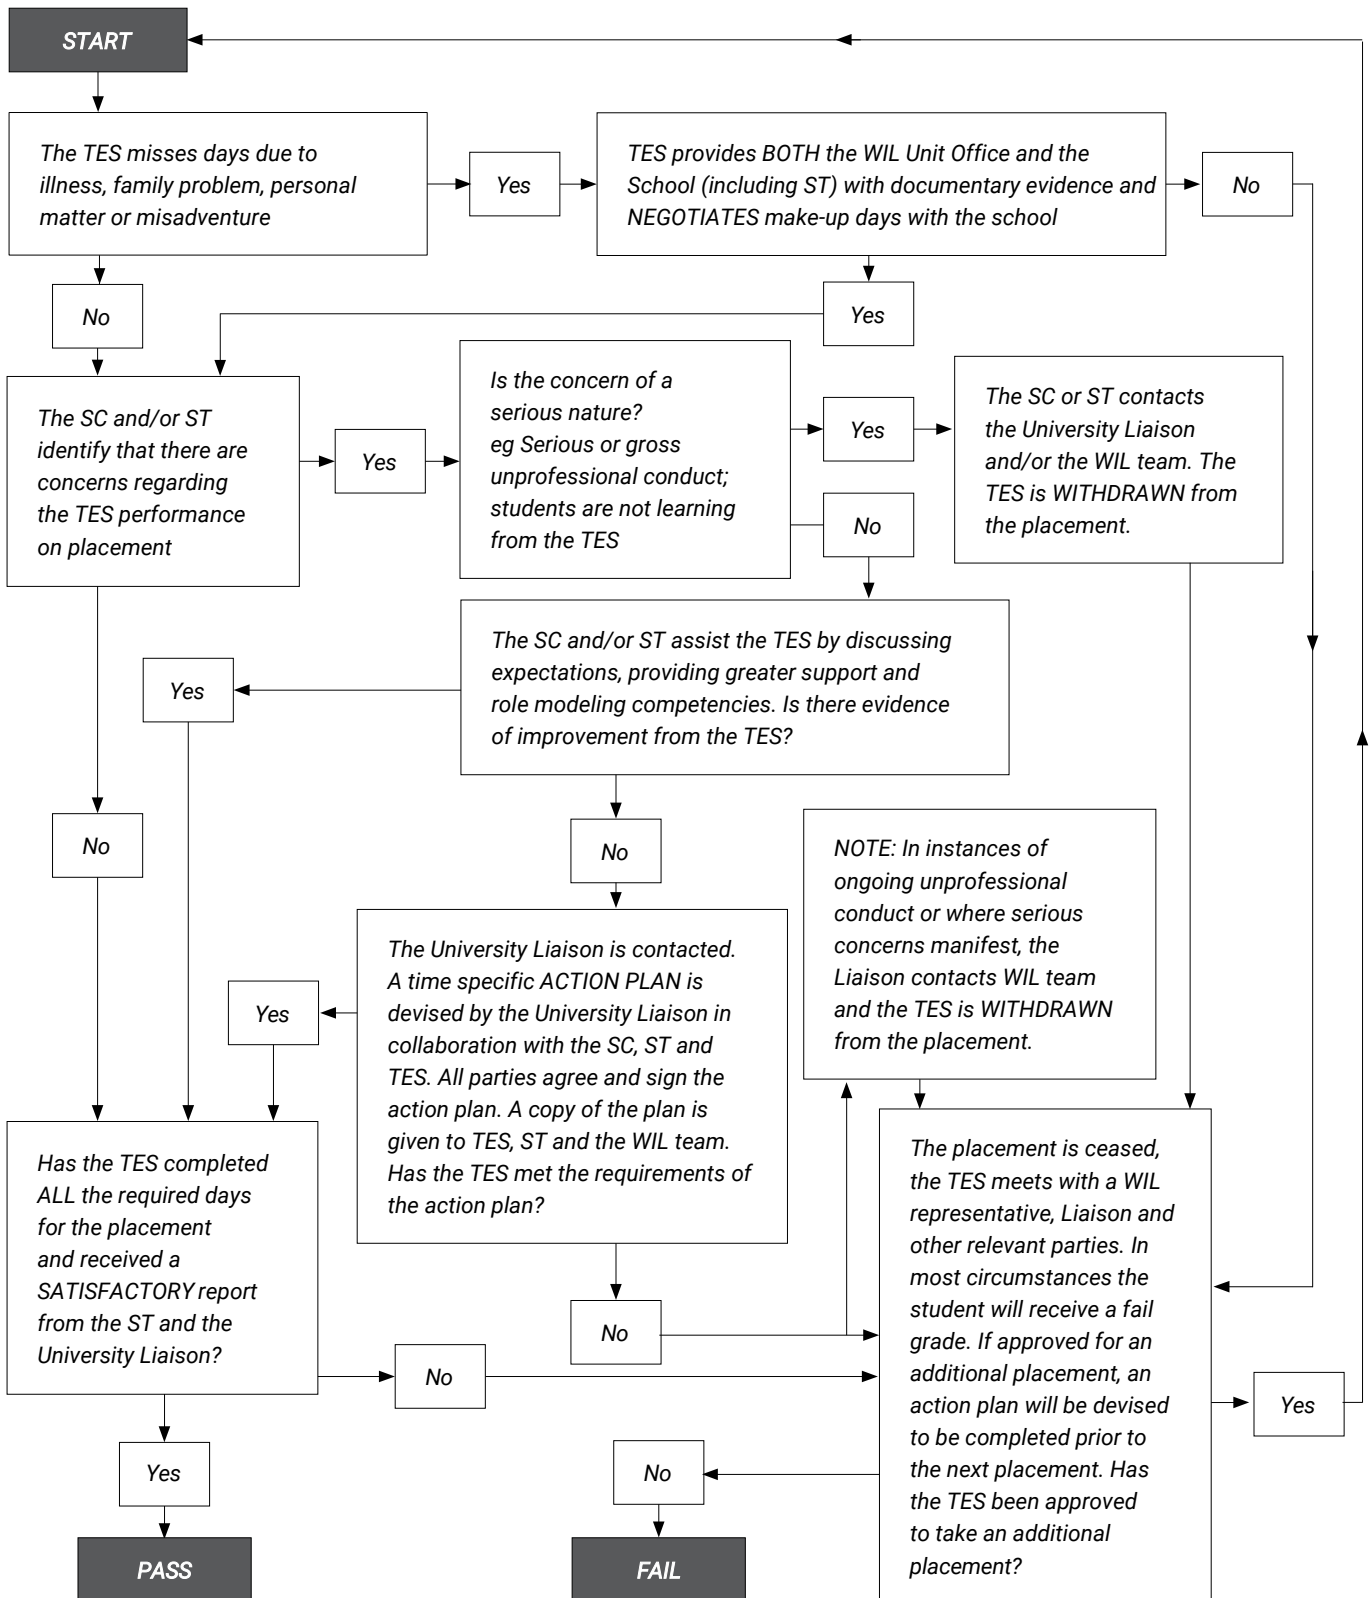 START
The TES misses days due to
illness, family problem, personal
matter or misadventure
Yes
TES provides BOTH the WIL Unit Office and the
School (including ST) with documentary evidence and
NEGOTIATES make-up days with the school
No
No
Yes
The SC and/or ST
identify that there are
concerns regarding
the TES performance
on placement
Yes
Is the concern of a
serious nature?
eg Serious or gross
unprofessional conduct;
students are not learning
from the TES
Yes
The SC or ST contacts
the University Liaison
and/or the WIL team. The
TES is WITHDRAWN from
the placement.
No
The SC and/or ST assist the TES by discussing
expectations, providing greater support and
role modeling competencies. Is there evidence
of improvement from the TES?
Yes
No
No
NOTE: In instances of
ongoing unprofessional
conduct or where serious
concerns manifest, the
Liaison contacts WIL team
and the TES is WITHDRAWN
from the placement.
The University Liaison is contacted.
A time specific ACTION PLAN is
devised by the University Liaison in
collaboration with the SC, ST and
TES. All parties agree and sign the
action plan. A copy of the plan is
given to TES, ST and the WIL team.
Has the TES met the requirements of
the action plan?
Yes
Has the TES completed
ALL the required days
for the placement
and received a
SATISFACTORY report
from the ST and the
University Liaison?
No
No
The placement is ceased,
the TES meets with a WIL
representative, Liaison and
other relevant parties. In
most circumstances the
student will receive a fail
grade. If approved for an
additional placement, an
action plan will be devised
to be completed prior to
the next placement. Has
the TES been approved
to take an additional
placement?
Yes
Yes
No
PASS
FAIL